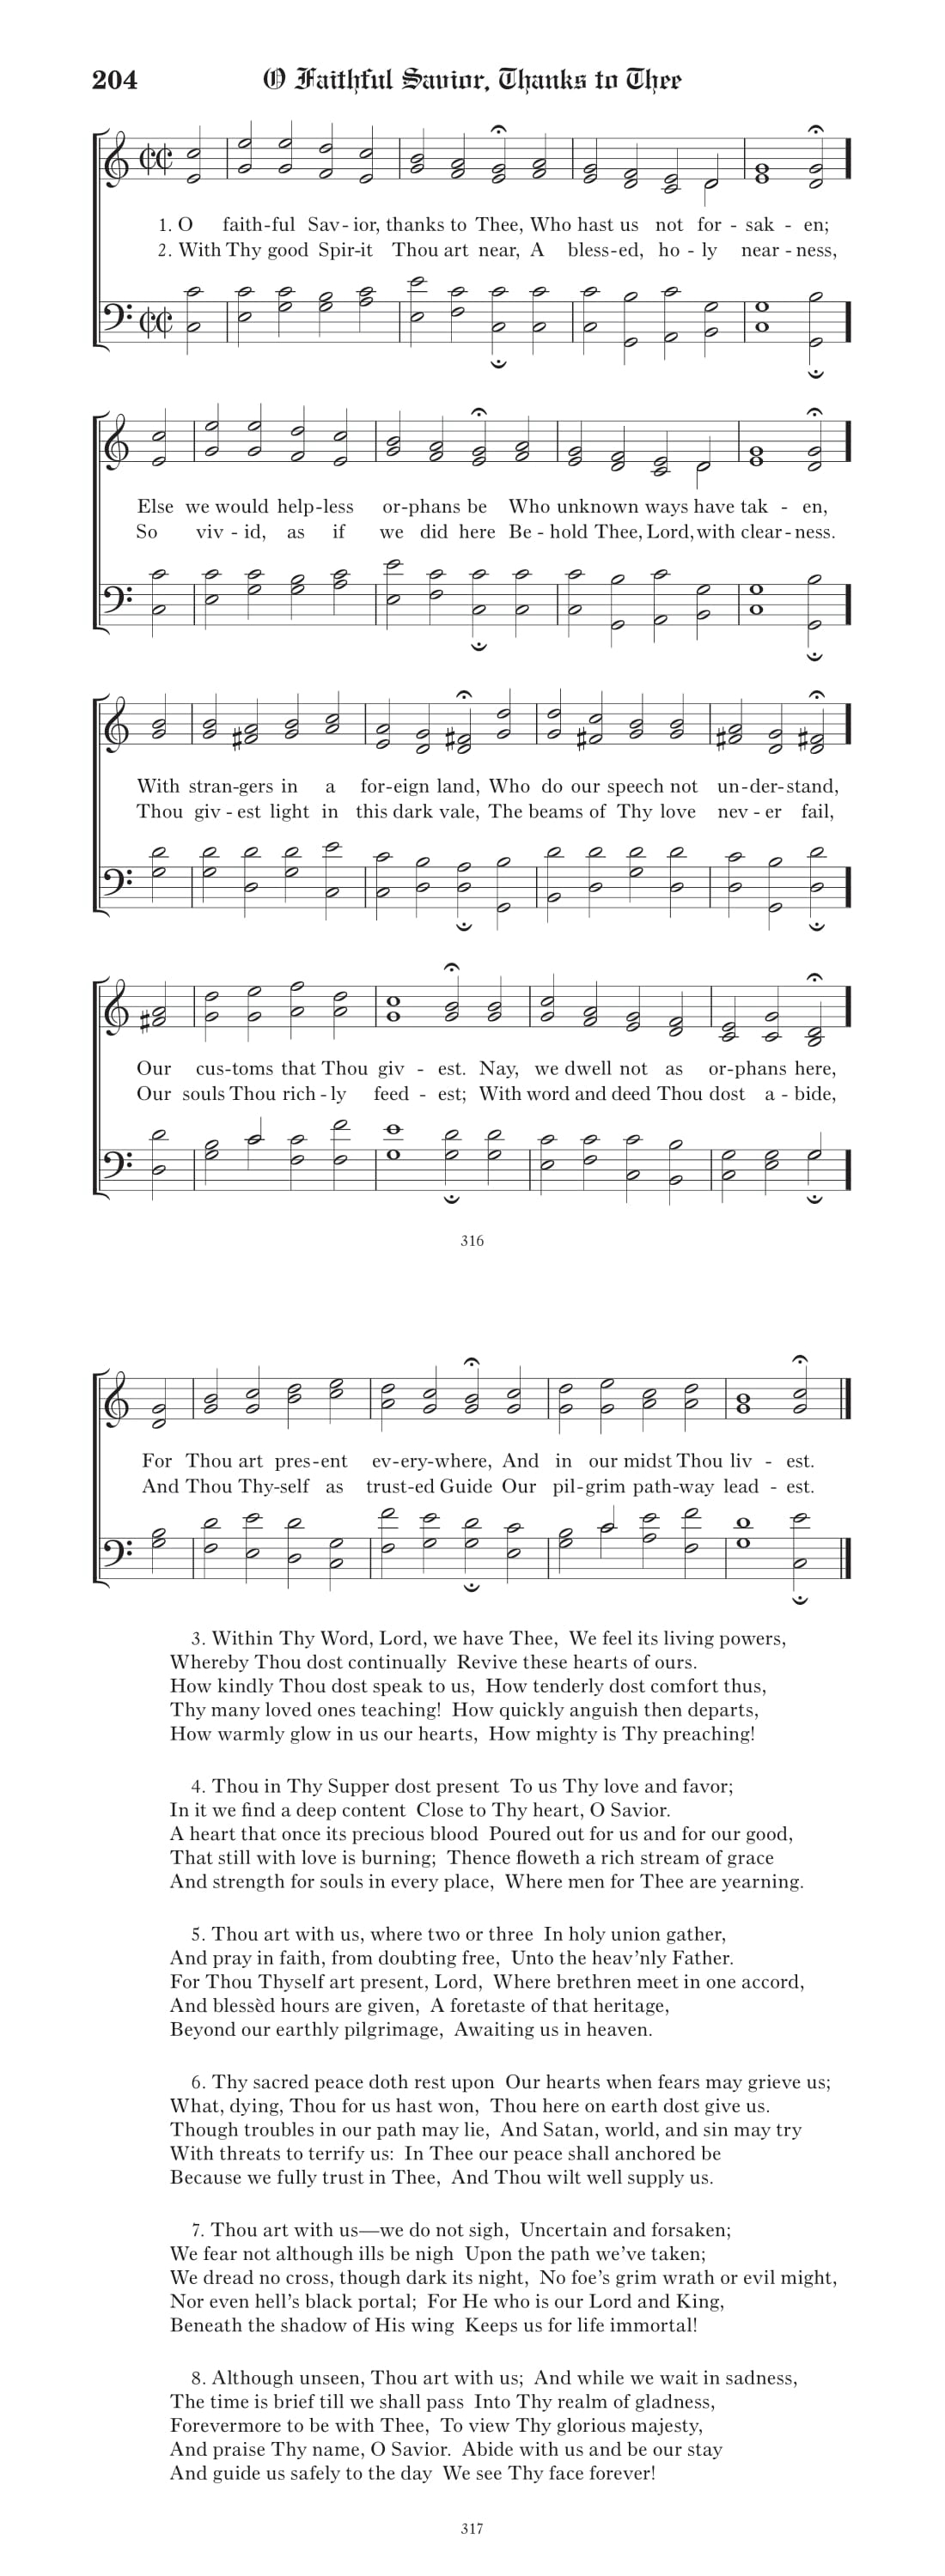 204 O Faithful Savior, Thanks to Thee
1. O faith-ful Sav-ior, thanks to Thee, Who hast us not for - sak - en;
2. With Thy good Spir-it Thou art near, A bless-ed, ho - ly near - ness,
Else we would help-less or-phans be Who unknown ways have tak - en,
So viv - id, as if we did here Be - hold Thee, Lord, with clear - ness.
With stran-gers in a for-eign land, Who do our speech not un-der-stand,
Thou giv - est light in this dark vale, The beams of Thy love nev - er fail,
Our cus-toms that Thou giv - est. Nay, we dwell not as or-phans here,
Our souls Thou rich - ly feed - est; With word and deed Thou dost a - bide,
316
For Thou art pres-ent ev-ery-where, And in our midst Thou liv - est.
And Thou Thy-self as trust-ed Guide Our pil-grim path-way lead - est.
3. Within Thy Word, Lord, we have Thee, We feel its living powers,
Whereby Thou dost continually Revive these hearts of ours.
How kindly Thou dost speak to us, How tenderly dost comfort thus,
Thy many loved ones teaching! How quickly anguish then departs,
How warmly glow in us our hearts, How mighty is Thy preaching!
4. Thou in Thy Supper dost present To us Thy love and favor;
In it we find a deep content Close to Thy heart, O Savior.
A heart that once its precious blood Poured out for us and for our good,
That still with love is burning; Thence floweth a rich stream of grace
And strength for souls in every place, Where men for Thee are yearning.
5. Thou art with us, where two or three In holy union gather,
And pray in faith, from doubting free, Unto the heav’nly Father.
For Thou Thyself art present, Lord, Where brethren meet in one accord,
And blessèd hours are given, A foretaste of that heritage,
Beyond our earthly pilgrimage, Awaiting us in heaven.
6. Thy sacred peace doth rest upon Our hearts when fears may grieve us;
What, dying, Thou for us hast won, Thou here on earth dost give us.
Though troubles in our path may lie, And Satan, world, and sin may try
With threats to terrify us: In Thee our peace shall anchored be
Because we fully trust in Thee, And Thou wilt well supply us.
7. Thou art with us—we do not sigh, Uncertain and forsaken;
We fear not although ills be nigh Upon the path we’ve taken;
We dread no cross, though dark its night, No foe’s grim wrath or evil might,
Nor even hell’s black portal; For He who is our Lord and King,
Beneath the shadow of His wing Keeps us for life immortal!
8. Although unseen, Thou art with us; And while we wait in sadness,
The time is brief till we shall pass Into Thy realm of gladness,
Forevermore to be with Thee, To view Thy glorious majesty,
And praise Thy name, O Savior. Abide with us and be our stay
And guide us safely to the day We see Thy face forever!
317